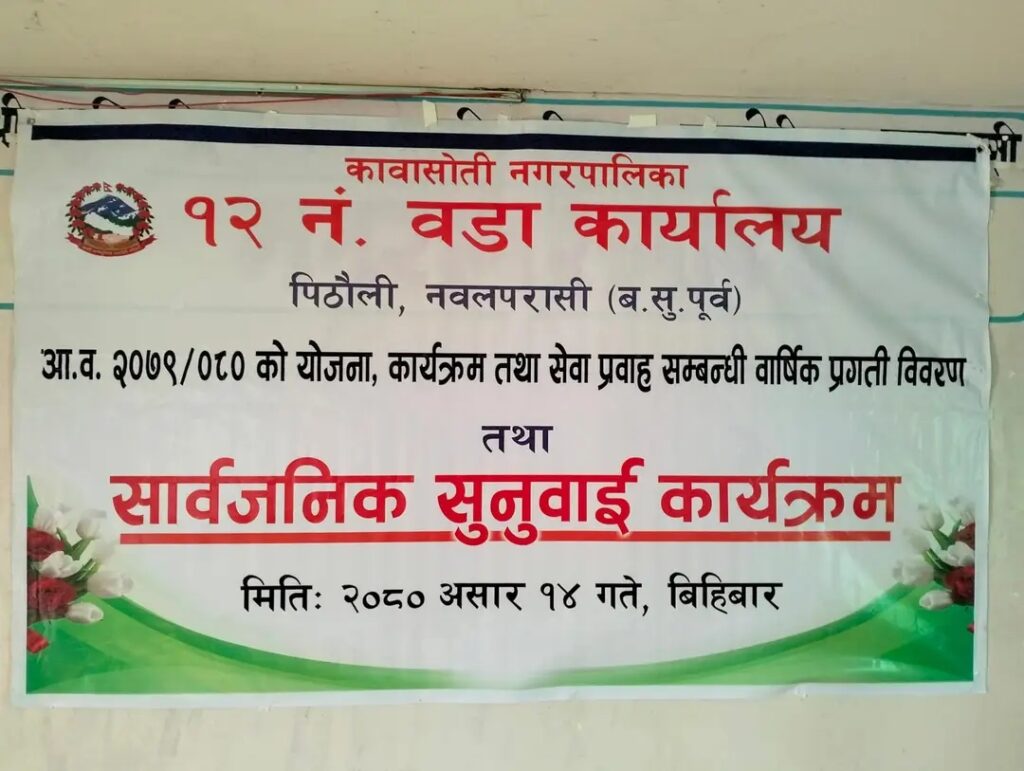 कावासोती नगरपालिका
१२ नं. वडा कार्यालय
पिठौली, नवलपरासी (ब.सु.पूर्व)
आ.व. २०७९/०८० को योजना, कार्यक्रम तथा सेवा प्रवाह सम्बन्धी वार्षिक प्रगती विवरण
तथा
सार्वजनिक सुनुवाई कार्यक्रम
मितिः २०८० असार १४ गते, बिहिबार